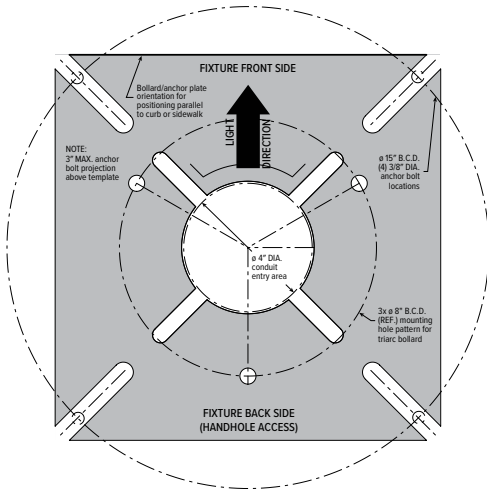 FIXTURE FRONT SIDE
Bollard/anchor plate
orientation for
positioning parallel
to curb or sidewalk
LIGHT
DIRECTION
NOTE:
3" MAX. anchor
bolt projection
above template
ø 15" B.C.D.
(4) 3/8" DIA.
anchor bolt
locations
ø 4" DIA.
conduit
entry area
3x ø 8" B.C.D.
(REF.) mounting
hole pattern for
triarc bollard
FIXTURE BACK SIDE
(HANDHOLE ACCESS)